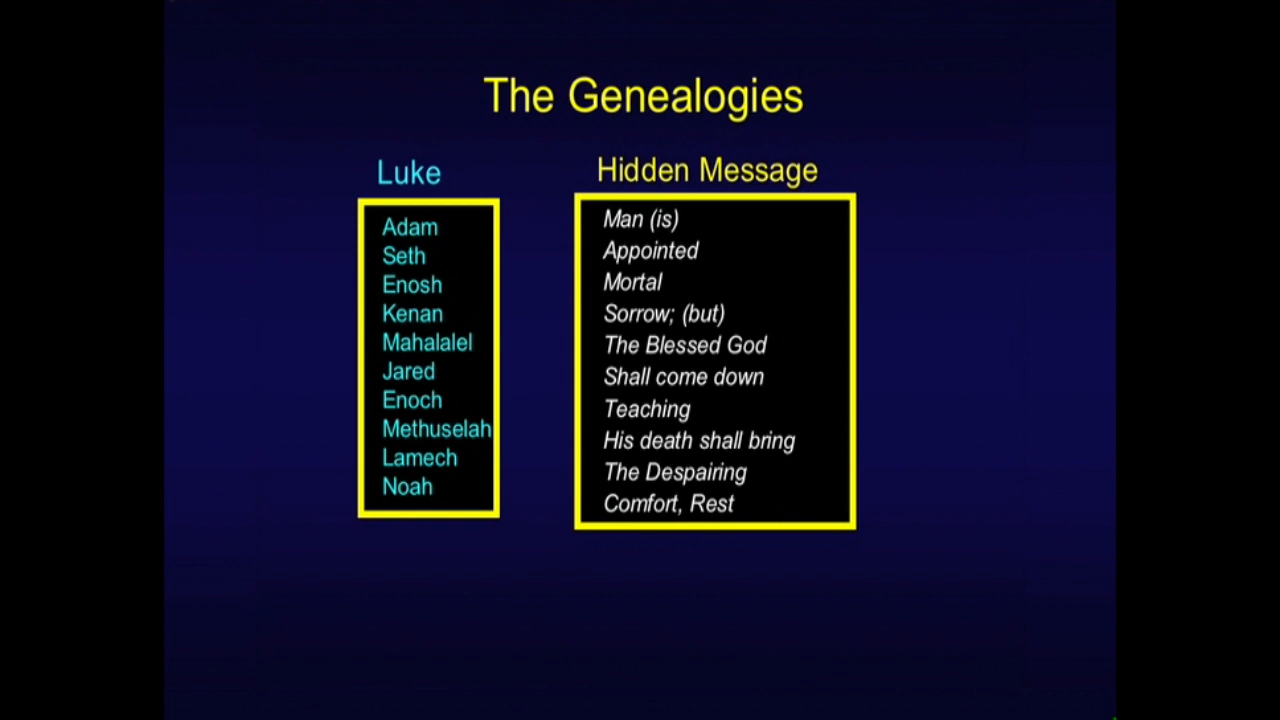 The Genealogies
Luke
Adam
Seth
Enosh
Kenan
Mahalalel
Jared
Enoch
Methuselah
Lamech
Noah
Hidden Message
Man (is)
Appointed
Mortal
Sorrow; (but)
The Blessed God
Shall come down
Teaching
His death shall bring
The Despairing
Comfort, Rest